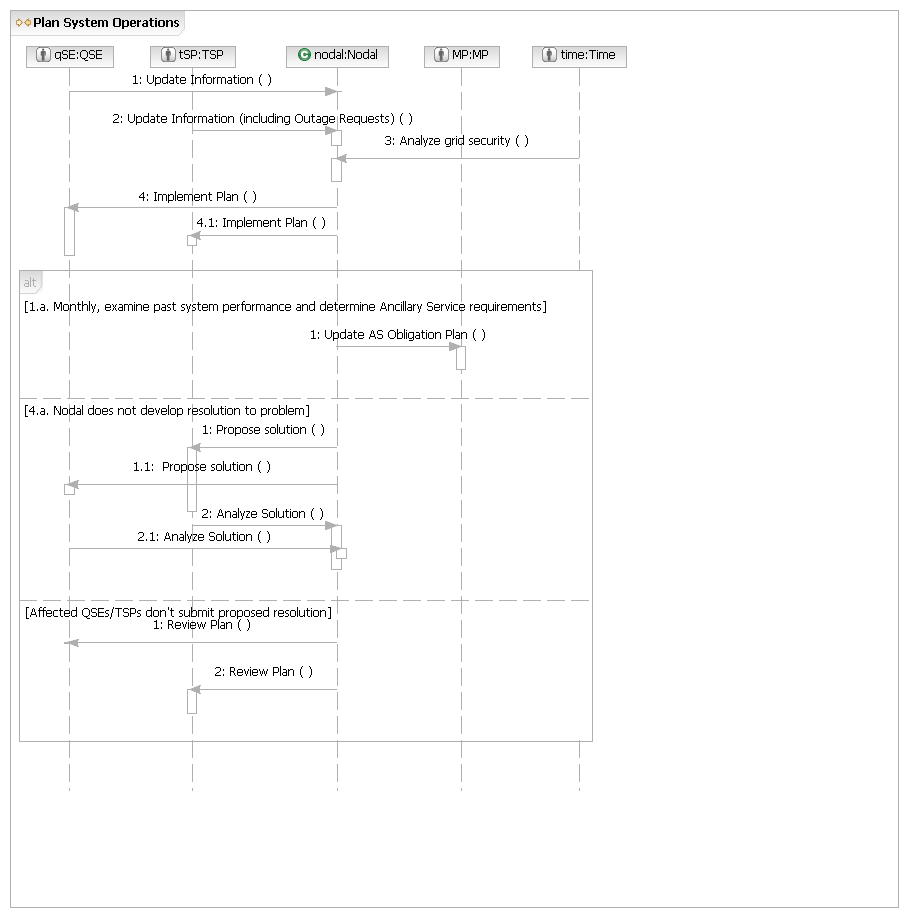 Plan System Operations
qSE:QSE
tSP:TSP
nodal:Nodal
MP:MP
time:Time
1: Update Information ( )
2: Update Information (including Outage Requests) ( )
3: Analyze grid security ( )
4: Implement Plan ( )
4.1: Implement Plan ( )
alt
[1.a. Monthly, examine past system performance and determine Ancillary Service requirements]
1: Update AS Obligation Plan ( )
[4.a. Nodal does not develop resolution to problem]
1: Propose solution ( )
1.1: Propose solution ( )
2: Analyze Solution ( )
2.1: Analyze Solution ( )
[Affected QSEs/TSPs don't submit proposed resolution]
1: Review Plan ( )
2: Review Plan ( )